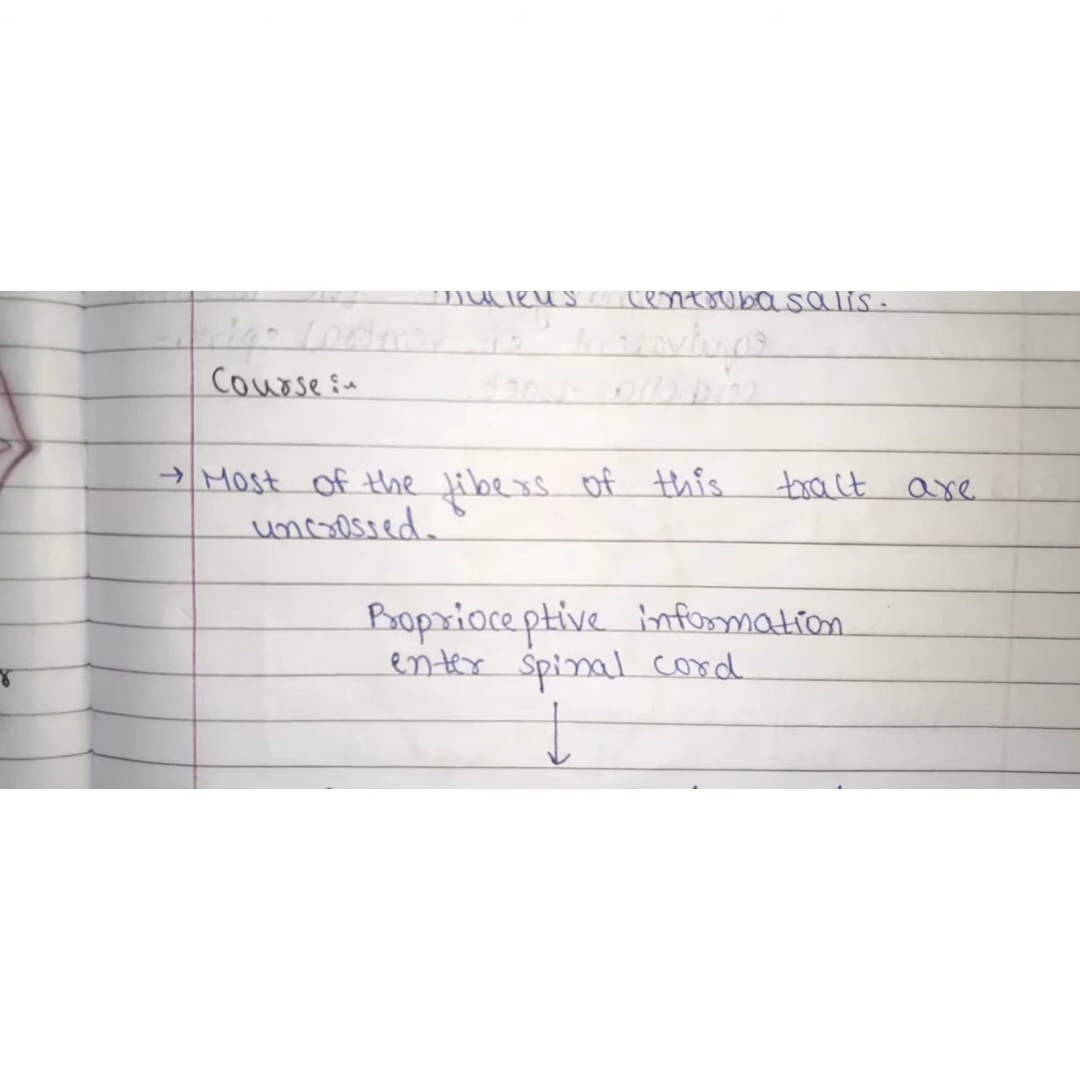 nucleus centrobasalis.
Course :-
→ Most of the fibers of this tract are
uncrossed.
Proprioceptive information
enter spinal cord
↓